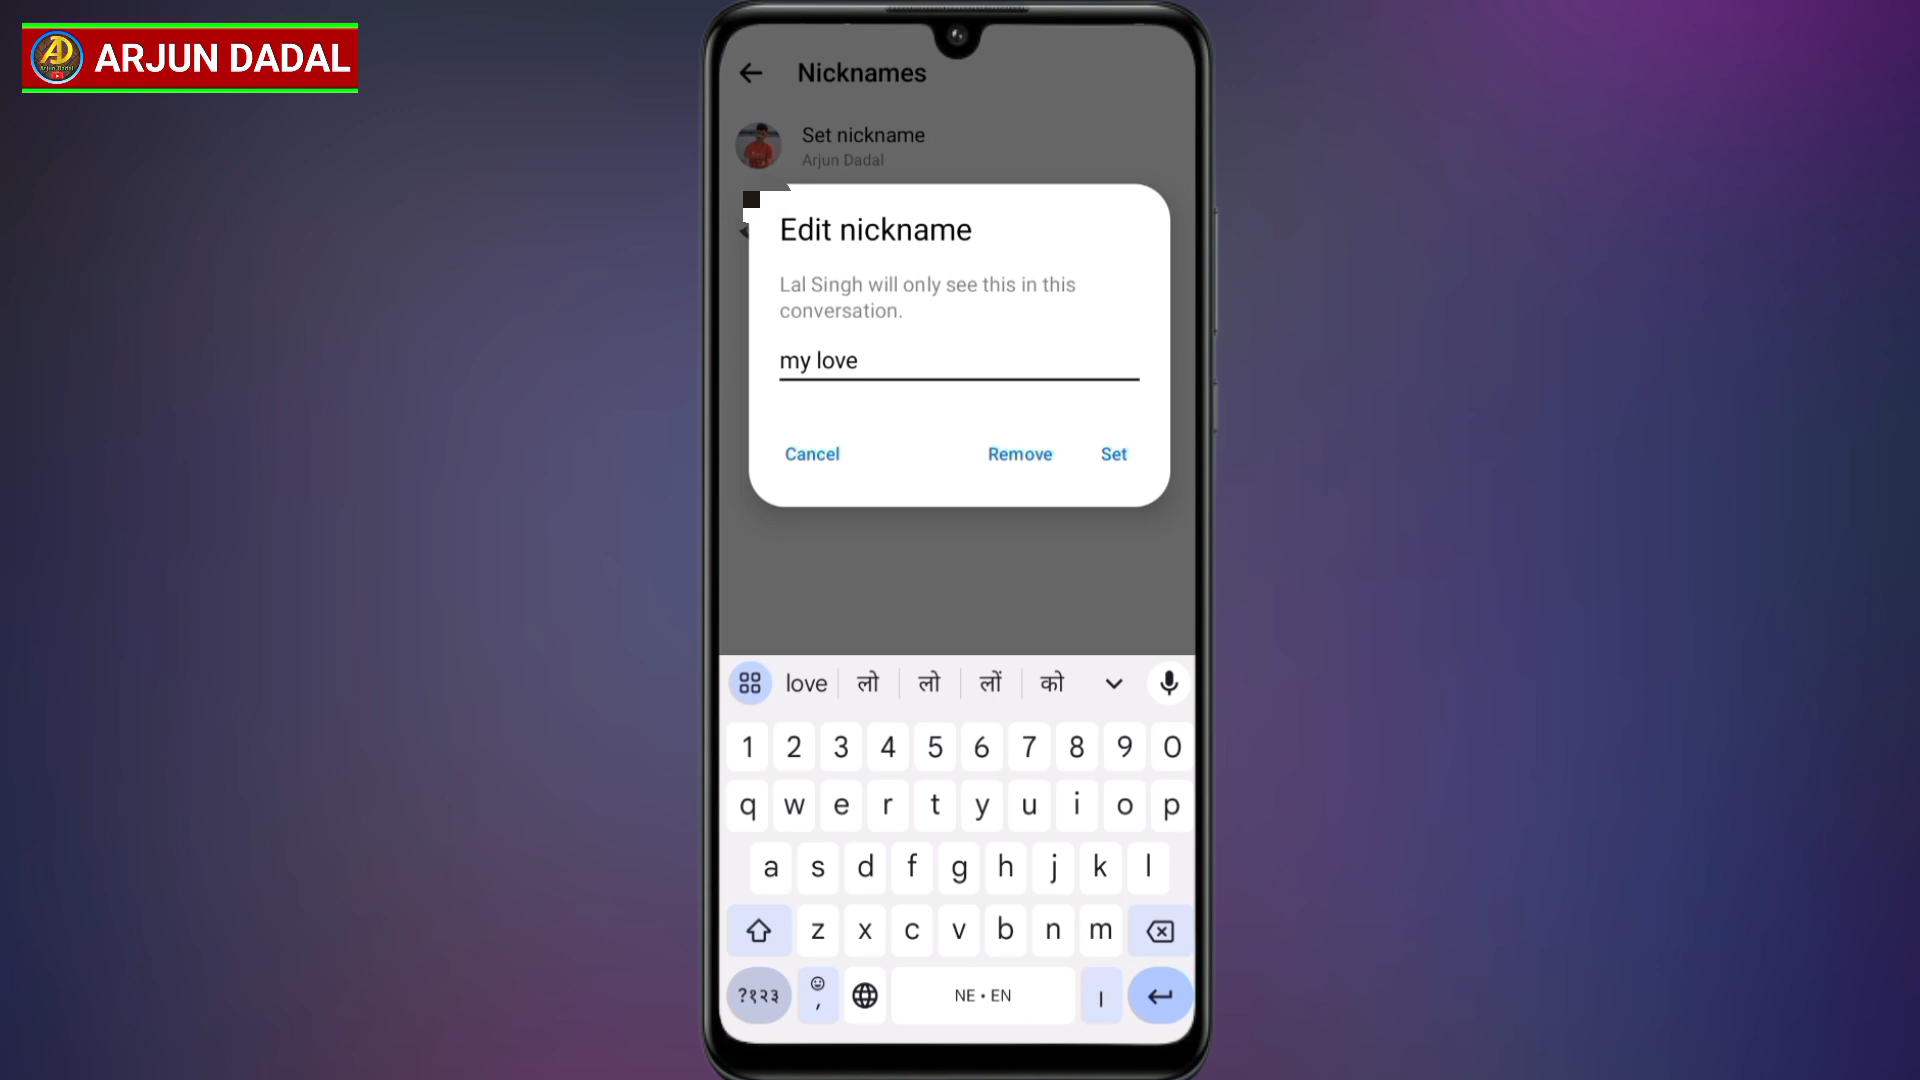 ARJUN DADAL
Nicknames
Set nickname
Arjun Dadal
Edit nickname
Lal Singh will only see this in this
conversation.
my love
Cancel Remove Set
love लो लो लों को
1 2 3 4 5 6 7 8 9 0
q w e r t y u i o p
a s d f g h j k l
z x c v b n m
?१२३ , NE • EN ।